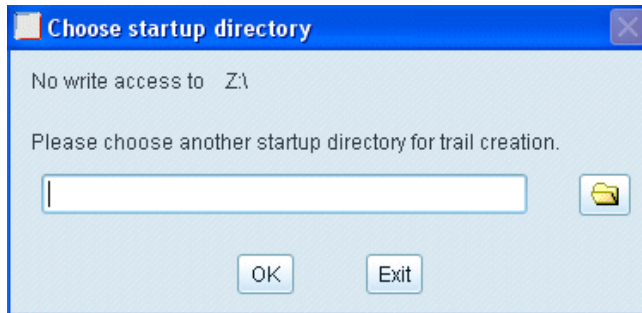 Choose startup directory
No write access to Z:\
Please choose another startup directory for trail creation.
OK Exit